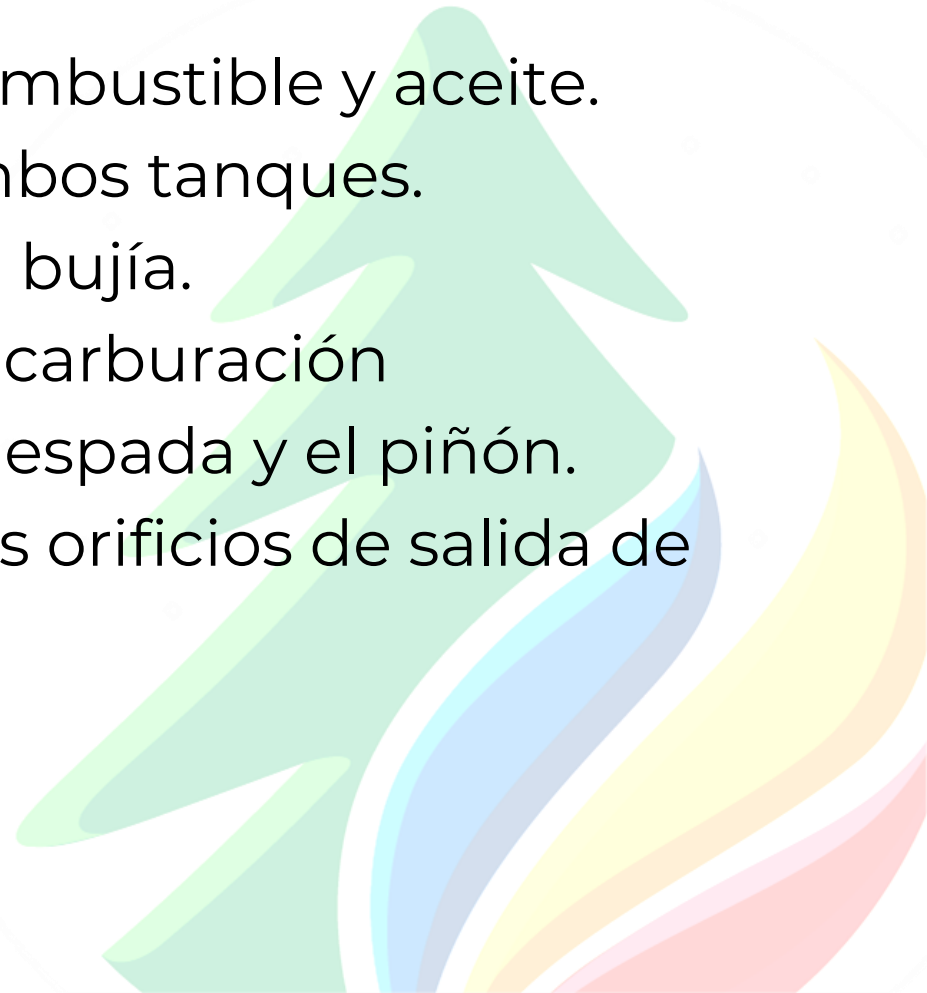 mbustible y aceite.
nbos tanques.
bujía.
carburación
espada y el piñón.
s orificios de salida de